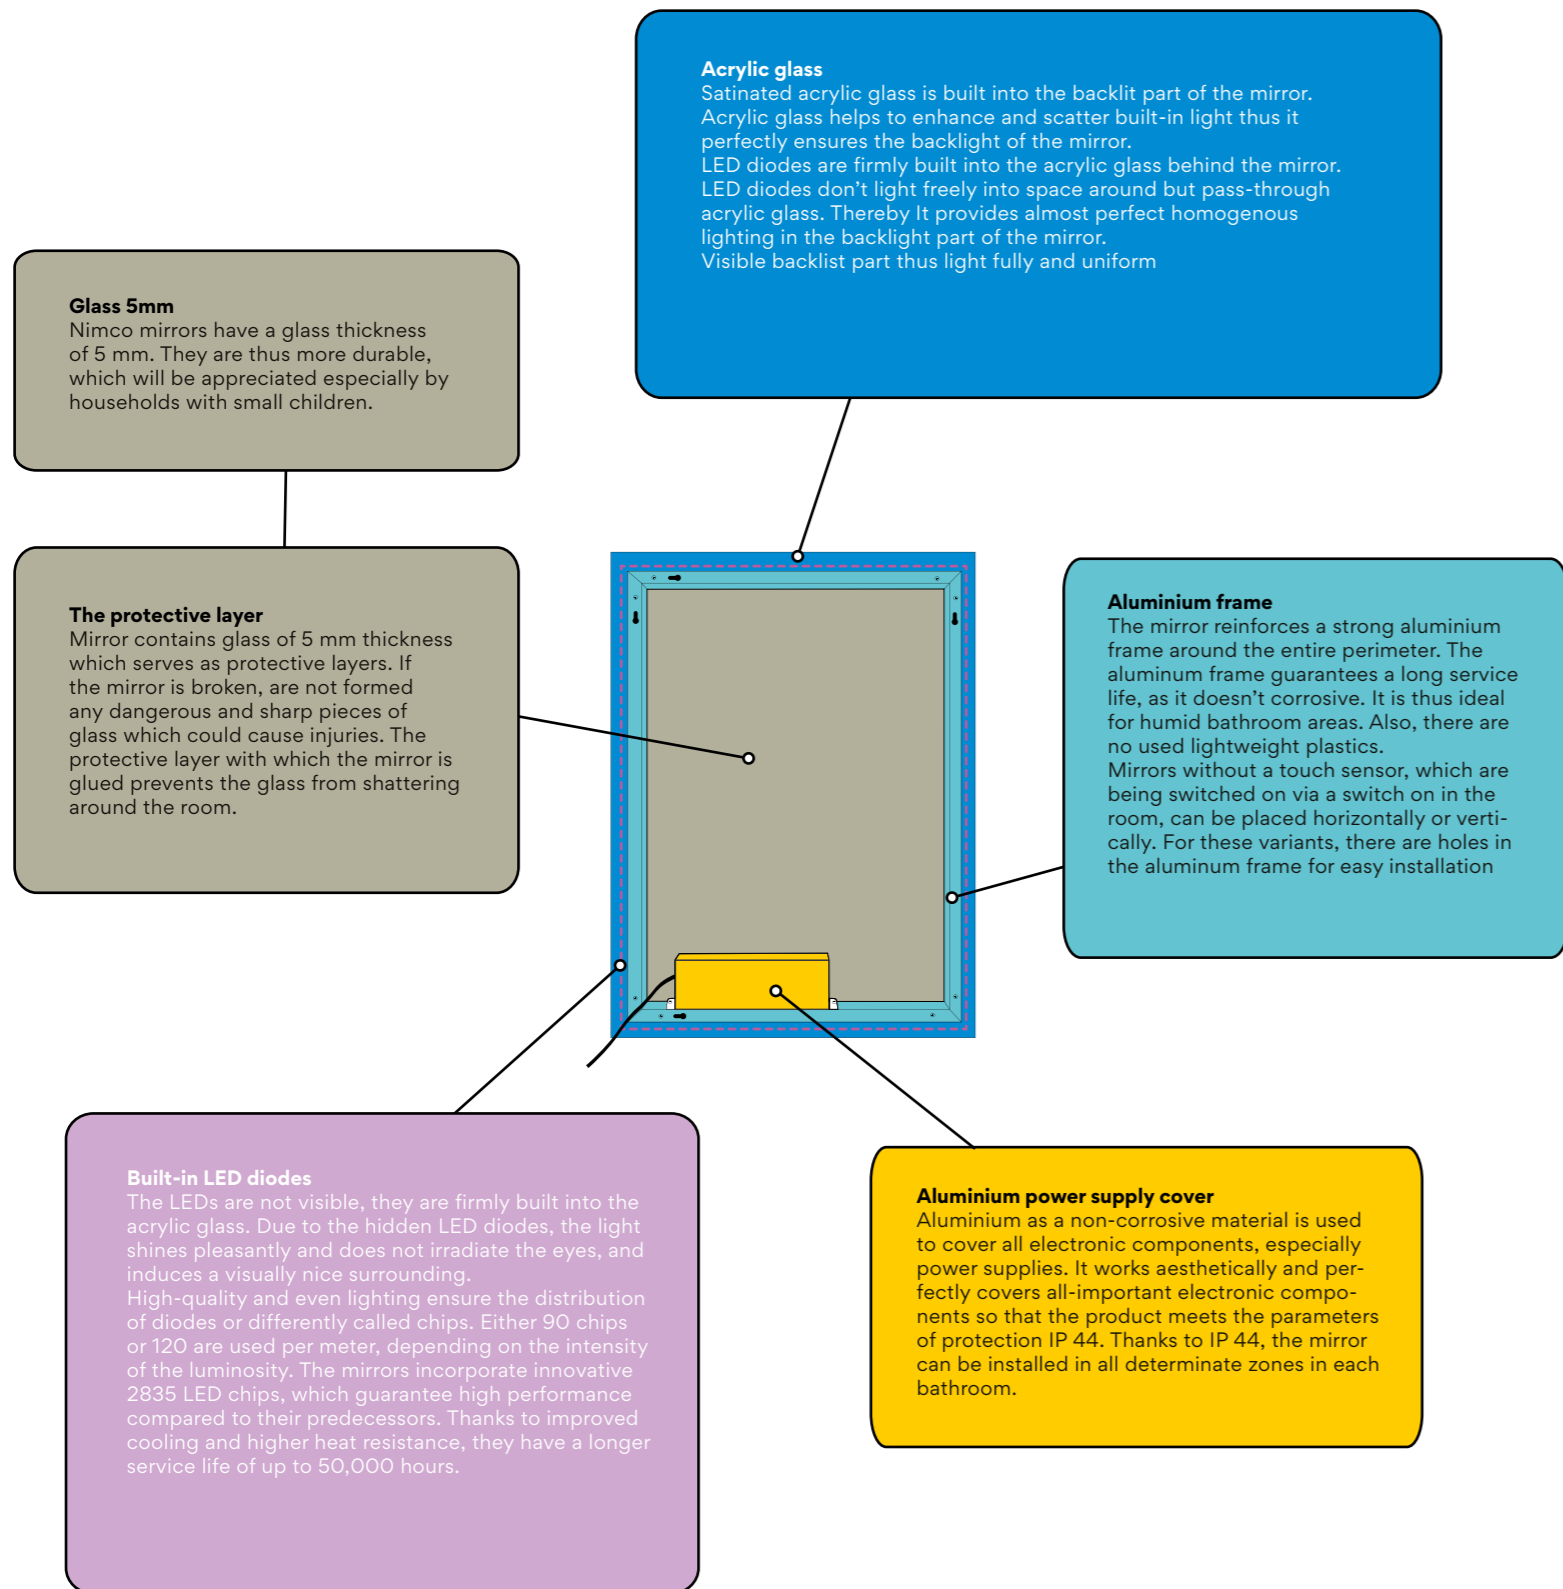 Acrylic glass
Satinated acrylic glass is built into the backlit part of the mirror.
Acrylic glass helps to enhance and scatter built-in light thus it
perfectly ensures the backlight of the mirror.
LED diodes are firmly built into the acrylic glass behind the mirror.
LED diodes don’t light freely into space around but pass-through
acrylic glass. Thereby It provides almost perfect homogenous
lighting in the backlight part of the mirror.
Visible backlist part thus light fully and uniform
Glass 5mm
Nimco mirrors have a glass thickness
of 5 mm. They are thus more durable,
which will be appreciated especially by
households with small children.
The protective layer
Mirror contains glass of 5 mm thickness
which serves as protective layers. If
the mirror is broken, are not formed
any dangerous and sharp pieces of
glass which could cause injuries. The
protective layer with which the mirror is
glued prevents the glass from shattering
around the room.
Aluminium frame
The mirror reinforces a strong aluminium
frame around the entire perimeter. The
aluminum frame guarantees a long service
life, as it doesn’t corrosive. It is thus ideal
for humid bathroom areas. Also, there are
no used lightweight plastics.
Mirrors without a touch sensor, which are
being switched on via a switch on in the
room, can be placed horizontally or verti-
cally. For these variants, there are holes in
the aluminum frame for easy installation
Built-in LED diodes
The LEDs are not visible, they are firmly built into the
acrylic glass. Due to the hidden LED diodes, the light
shines pleasantly and does not irradiate the eyes, and
induces a visually nice surrounding.
High-quality and even lighting ensure the distribution
of diodes or differently called chips. Either 90 chips
or 120 are used per meter, depending on the intensity
of the luminosity. The mirrors incorporate innovative
2835 LED chips, which guarantee high performance
compared to their predecessors. Thanks to improved
cooling and higher heat resistance, they have a longer
service life of up to 50,000 hours.
Aluminium power supply cover
Aluminium as a non-corrosive material is used
to cover all electronic components, especially
power supplies. It works aesthetically and per-
fectly covers all-important electronic compo-
nents so that the product meets the parameters
of protection IP 44. Thanks to IP 44, the mirror
can be installed in all determinate zones in each
bathroom.